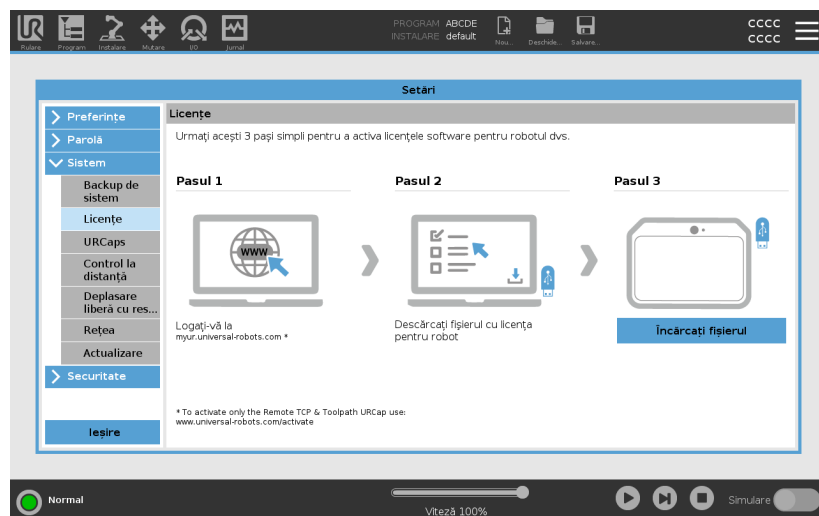 PROGRAM ABCDE
INSTALARE default
CCCC
CCCC
Rulare
Program
Instalare
Mutare
I/O
Jurnal
Nou...
Deschide...
Salvare...
Setări
Preferințe
Parolă
Sistem
Backup de
sistem
Licențe
URCaps
Control la
distanță
Deplasare
liberă cu res...
Rețea
Actualizare
Securitate
Ieșire
Licențe
Urmați acești 3 pași simpli pentru a activa licențele software pentru robotul dvs.
Pasul 1
WWW
Logați-vă la
myur.universal-robots.com *
Pasul 2
Descărcați fișierul cu licența
pentru robot
Pasul 3
Încărcați fișierul
* To activate only the Remote TCP & Toolpath URCap use:
www.universal-robots.com/activate
Normal
Viteză 100%
Simulare